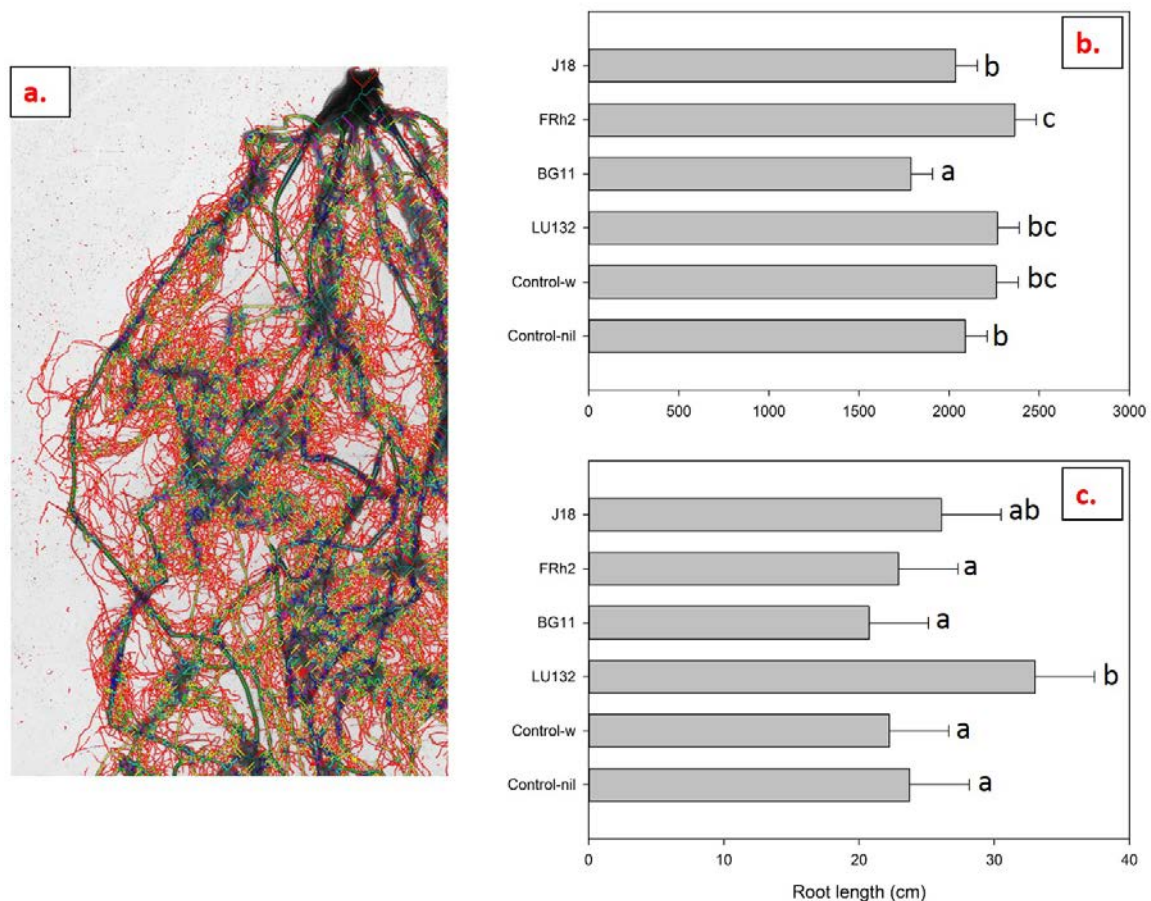 a.
b.
J18
b
FRh2
c
BG11
a
LU132
bc
Control-w
bc
Control-nil
b
0 500 1000 1500 2000 2500 3000
c.
J18
ab
FRh2
a
BG11
a
LU132
b
Control-w
a
Control-nil
a
0 10 20 30 40
Root length (cm)